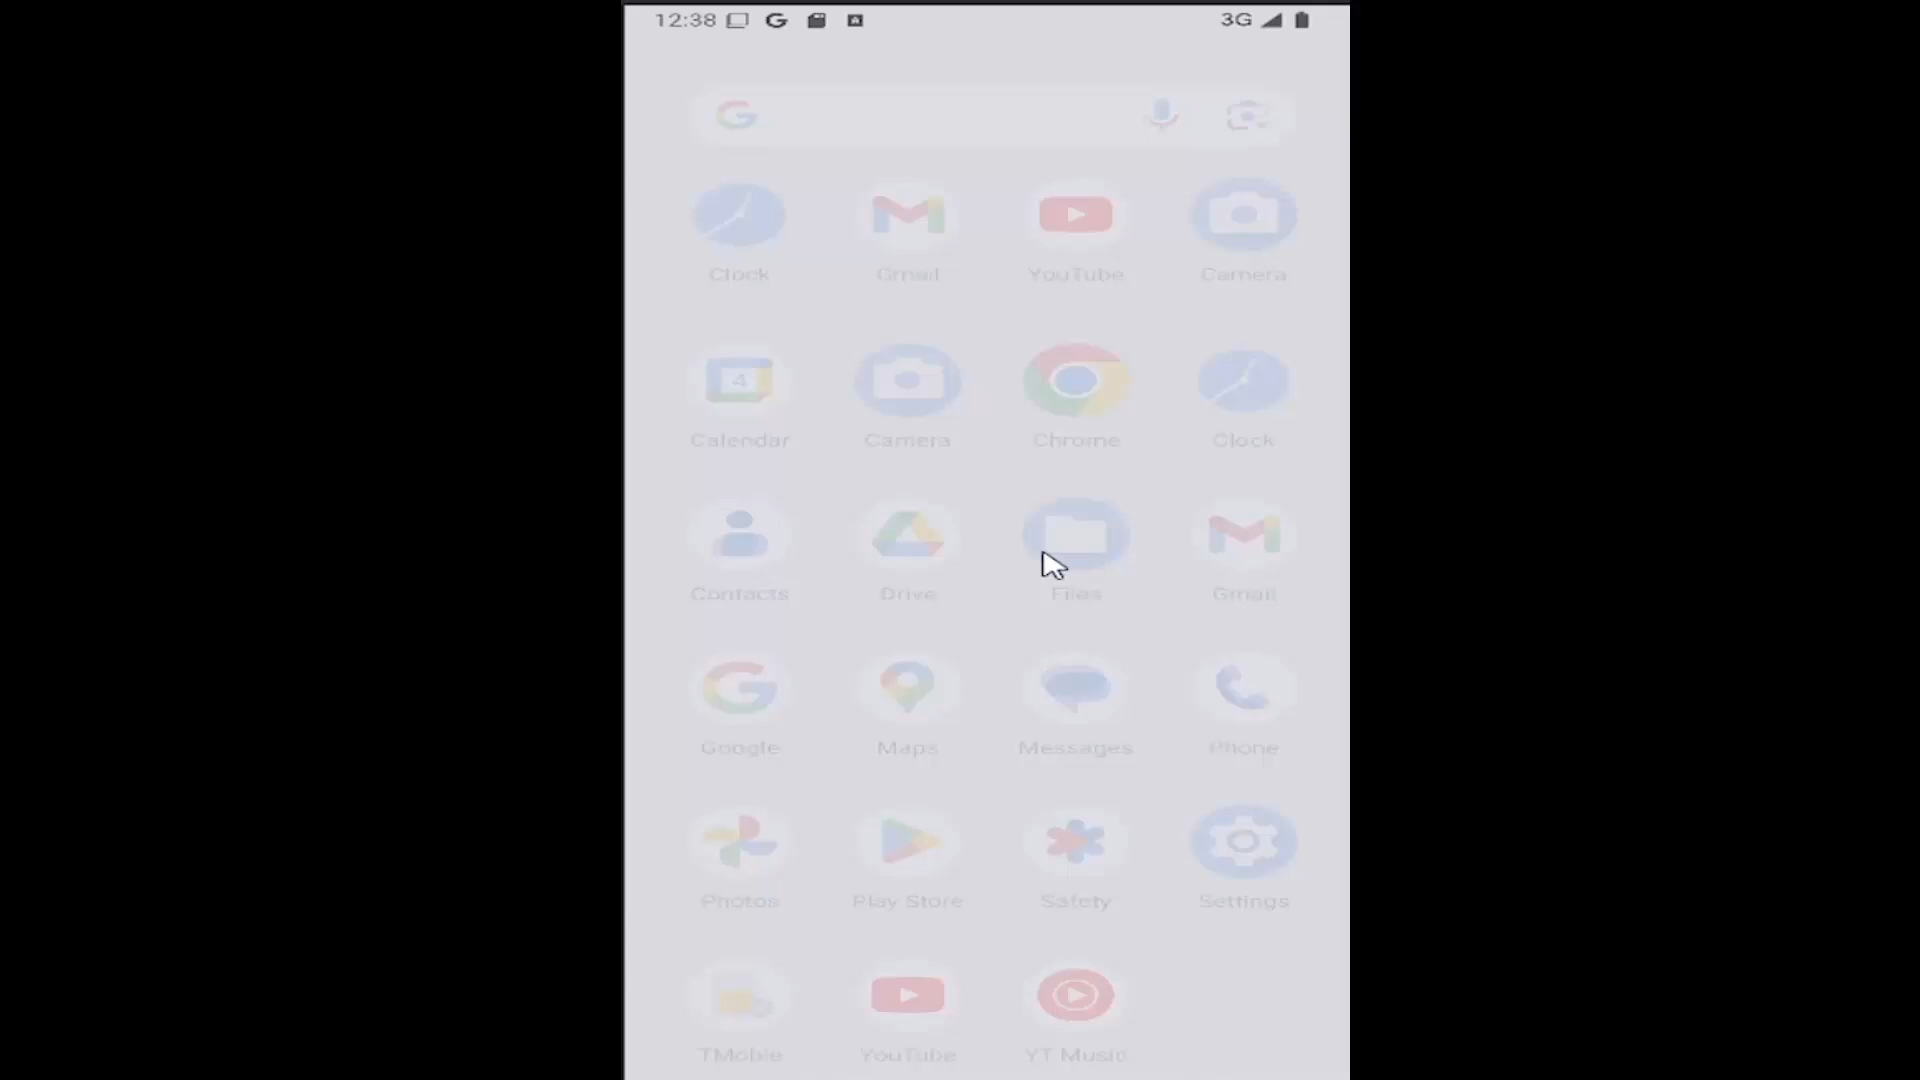 12:38 3G
Clock Gmail YouTube Camera
4
Calendar Camera Chrome Clock
Contacts Drive Files Gmail
Google Maps Messages Phone
Photos Play Store Safety Settings
TMobile YouTube YT Music